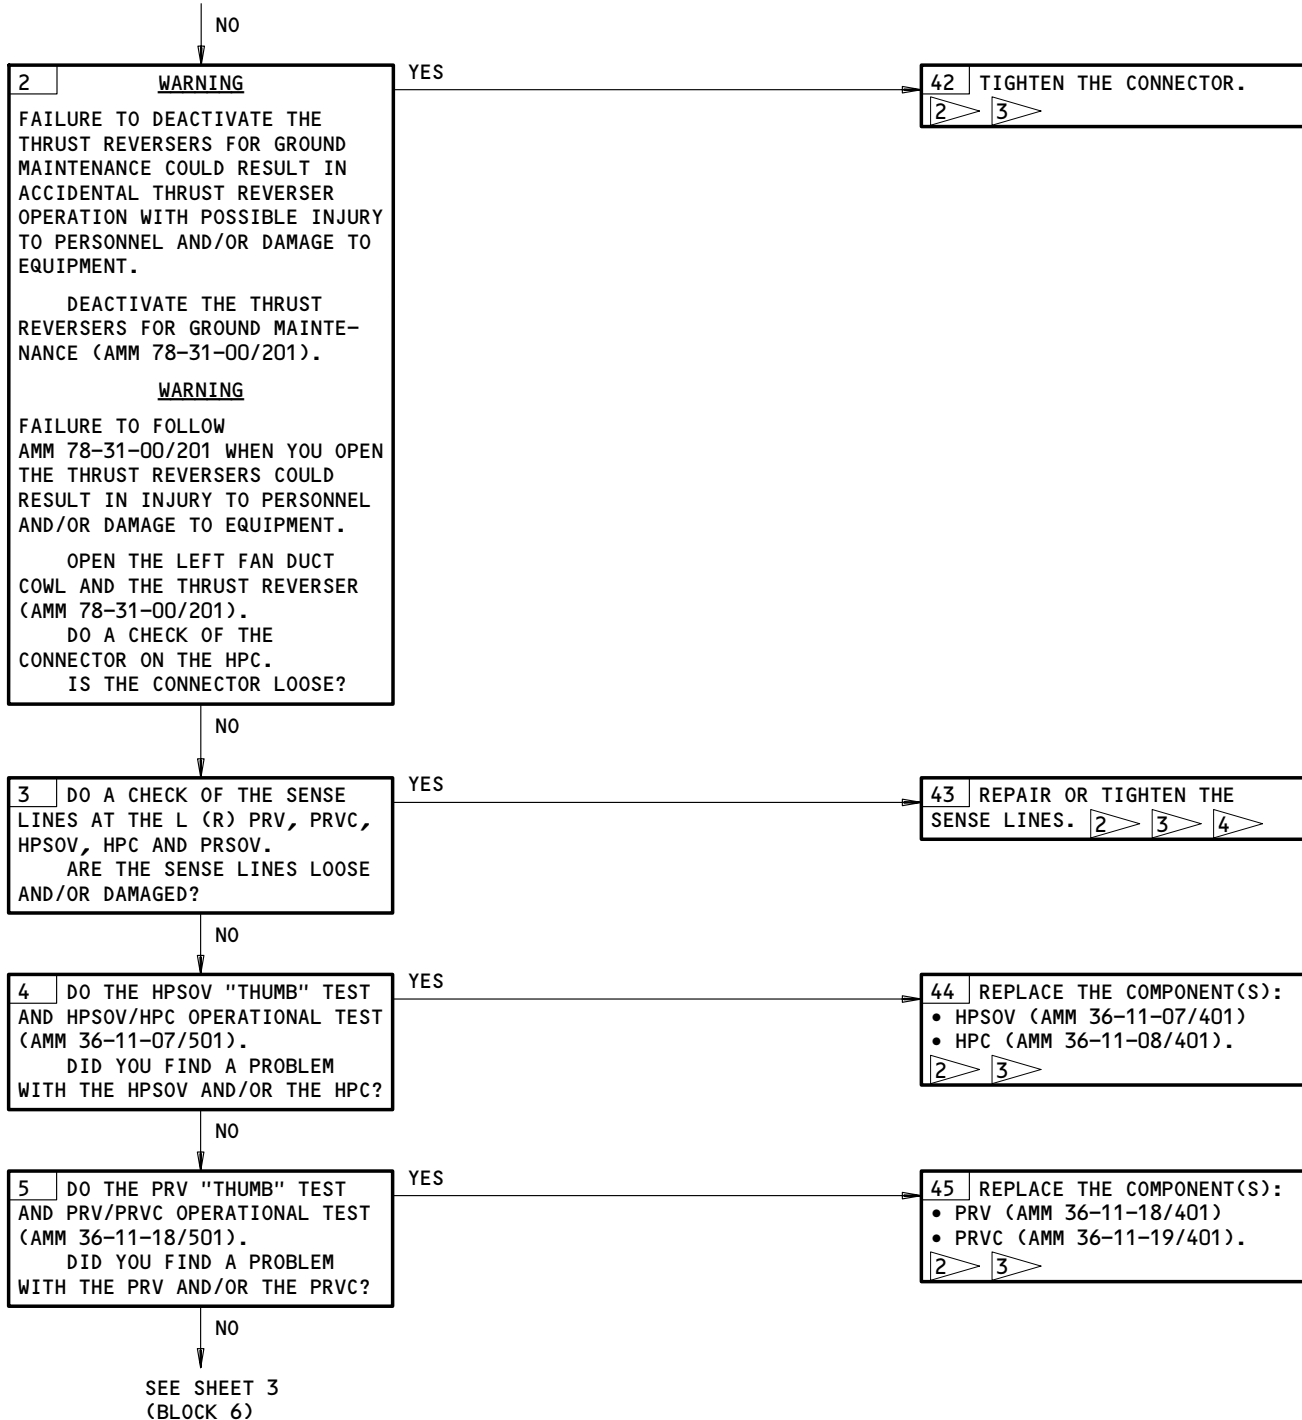 NO
2 WARNING
FAILURE TO DEACTIVATE THE
THRUST REVERSERS FOR GROUND
MAINTENANCE COULD RESULT IN
ACCIDENTAL THRUST REVERSER
OPERATION WITH POSSIBLE INJURY
TO PERSONNEL AND/OR DAMAGE TO
EQUIPMENT.
DEACTIVATE THE THRUST
REVERSERS FOR GROUND MAINTE-
NANCE (AMM 78-31-00/201).
WARNING
FAILURE TO FOLLOW
AMM 78-31-00/201 WHEN YOU OPEN
THE THRUST REVERSERS COULD
RESULT IN INJURY TO PERSONNEL
AND/OR DAMAGE TO EQUIPMENT.
OPEN THE LEFT FAN DUCT
COWL AND THE THRUST REVERSER
(AMM 78-31-00/201).
DO A CHECK OF THE
CONNECTOR ON THE HPC.
IS THE CONNECTOR LOOSE?
YES
42 TIGHTEN THE CONNECTOR.
2 3
NO
3 DO A CHECK OF THE SENSE
LINES AT THE L (R) PRV, PRVC,
HPSOV, HPC AND PRSOV.
ARE THE SENSE LINES LOOSE
AND/OR DAMAGED?
YES
43 REPAIR OR TIGHTEN THE
SENSE LINES. 2 3 4
NO
4 DO THE HPSOV "THUMB" TEST
AND HPSOV/HPC OPERATIONAL TEST
(AMM 36-11-07/501).
DID YOU FIND A PROBLEM
WITH THE HPSOV AND/OR THE HPC?
YES
44 REPLACE THE COMPONENT(S):
• HPSOV (AMM 36-11-07/401)
• HPC (AMM 36-11-08/401).
2 3
NO
5 DO THE PRV "THUMB" TEST
AND PRV/PRVC OPERATIONAL TEST
(AMM 36-11-18/501).
DID YOU FIND A PROBLEM
WITH THE PRV AND/OR THE PRVC?
YES
45 REPLACE THE COMPONENT(S):
• PRV (AMM 36-11-18/401)
• PRVC (AMM 36-11-19/401).
2 3
NO
SEE SHEET 3
(BLOCK 6)